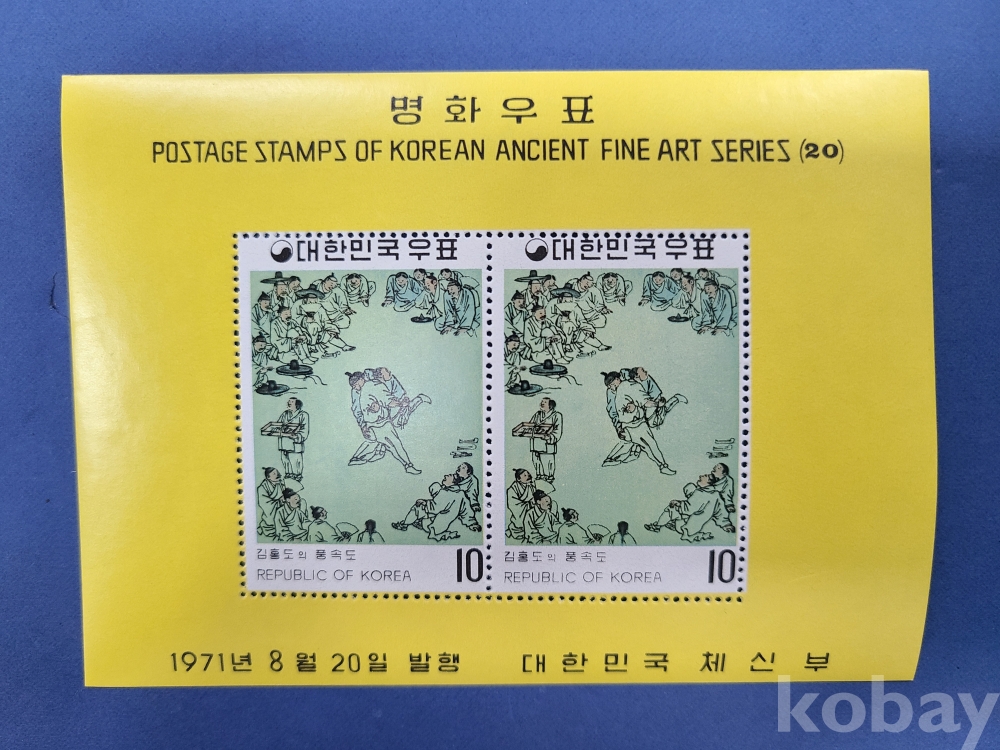 명화우표
POSTAGE STAMPS OF KOREAN ANCIENT FINE ART SERIES (20)
대한민국우표
대한민국우표
김홍도의 풍속도
REPUBLIC OF KOREA 10
김홍도의 풍속도
REPUBLIC OF KOREA 10
1971년 8월 20일 발행 대한민국 체신부
kobay